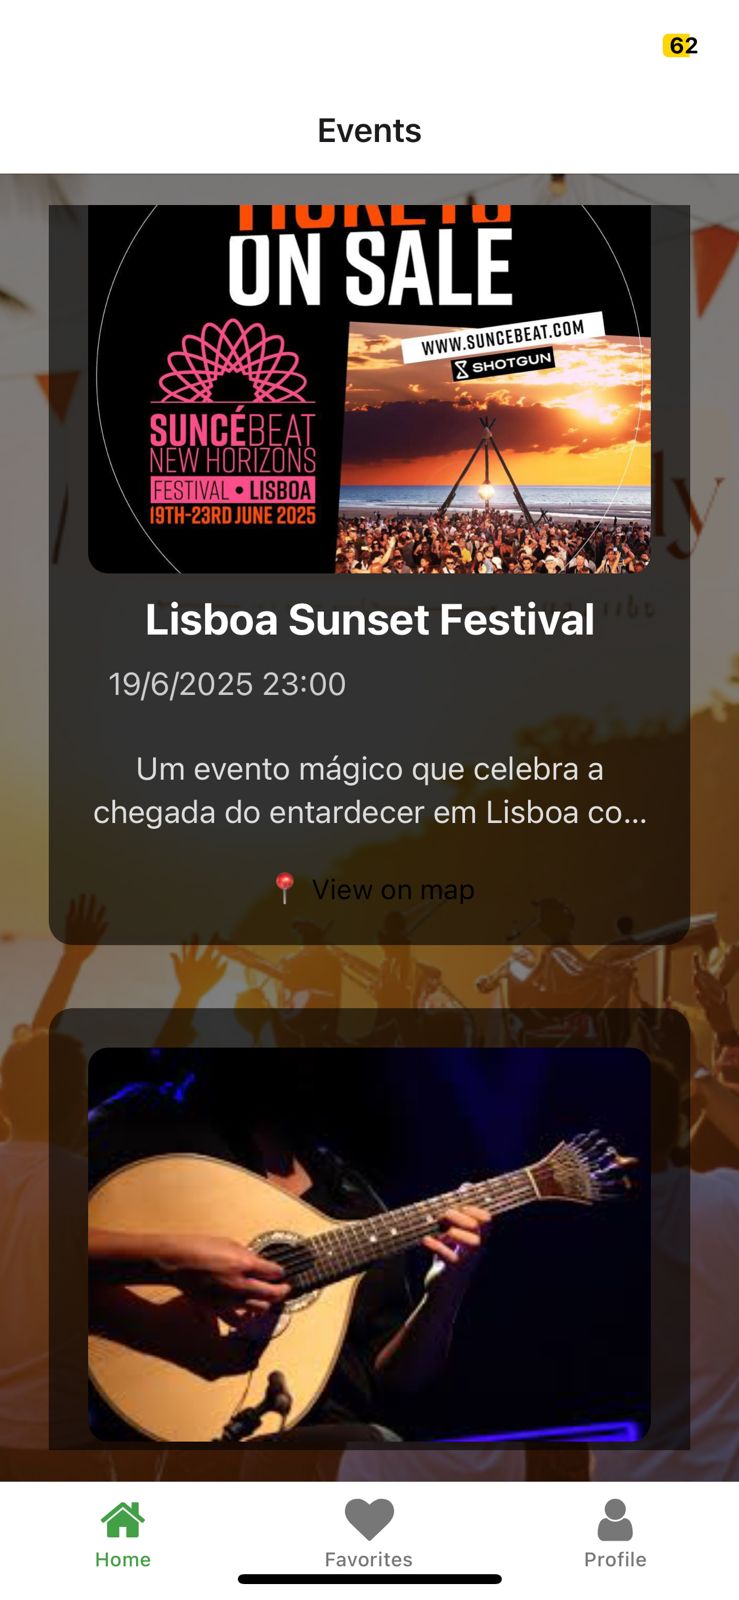 62
Events
TICKETS
ON SALE
WWW.SUNCEBEAT.COM
SHOTGUN
SUNCÉBEAT
NEW HORIZONS
FESTIVAL • LISBOA
19TH-23RD JUNE 2025
Lisboa Sunset Festival
19/6/2025 23:00
Um evento mágico que celebra a
chegada do entardecer em Lisboa co...
View on map
Home
Favorites
Profile